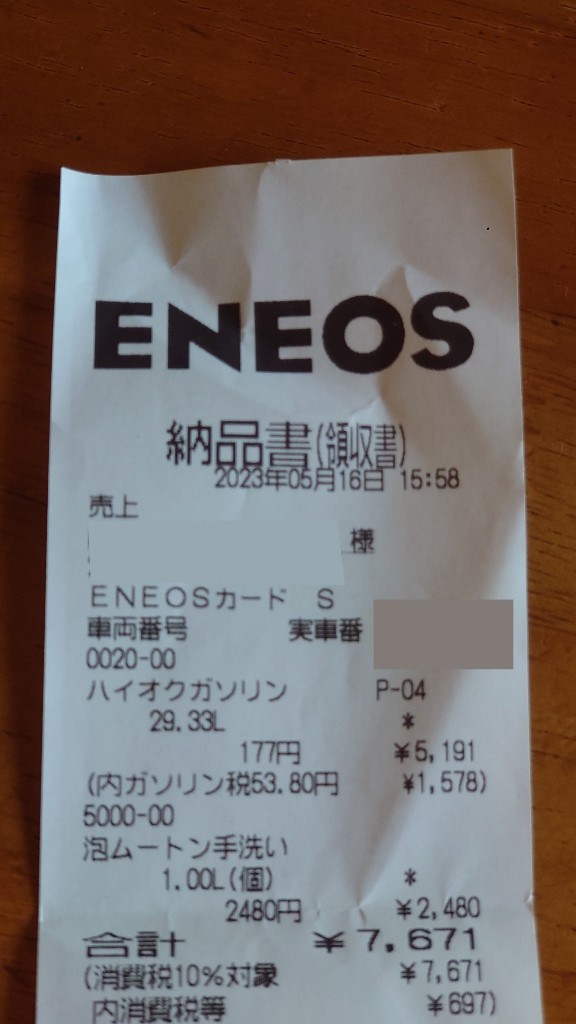 ENEOS
納品書(領収書)
2023年05月16日 15:58
売上
様
ENEOSカード S
車両番号 実車番
0020-00
ハイオクガソリン P-04
29.33L *
177円 ¥5,191
(内ガソリン税53.80円 ¥1,578)
5000-00
泡ムートン手洗い
1.00L(個) *
2480円 ¥2,480
合計 ¥7,671
(消費税10%対象 ¥7,671
内消費税等 ¥697)